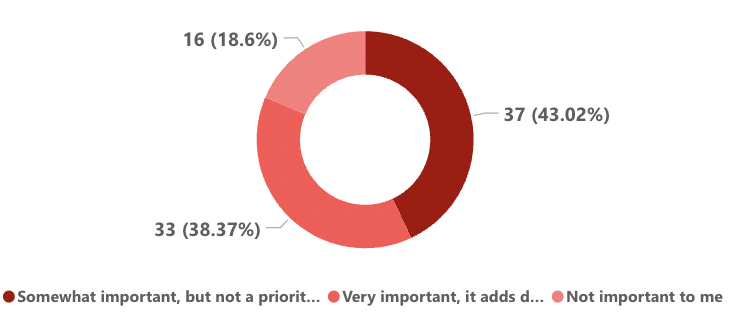 16 (18.6%)
37 (43.02%)
33 (38.37%)
Somewhat important, but not a priorit... Very important, it adds d... Not important to me